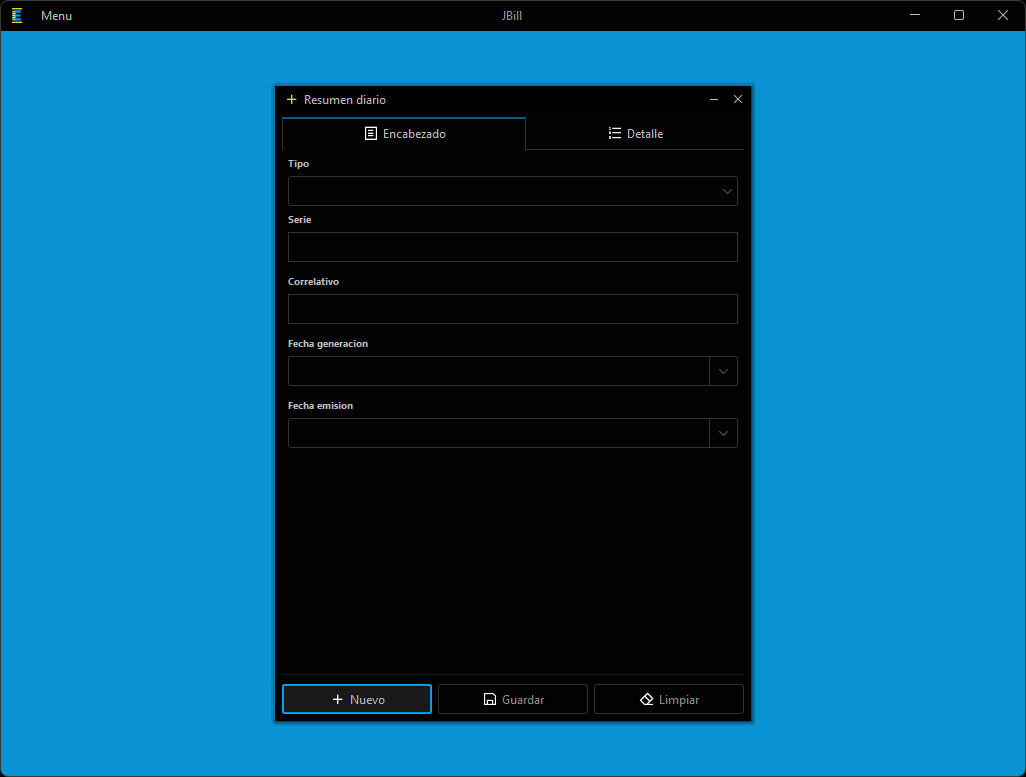 Menu
JBill
Resumen diario
Encabezado
Detalle
Tipo
Serie
Correlativo
Fecha generacion
Fecha emision
Nuevo
Guardar
Limpiar